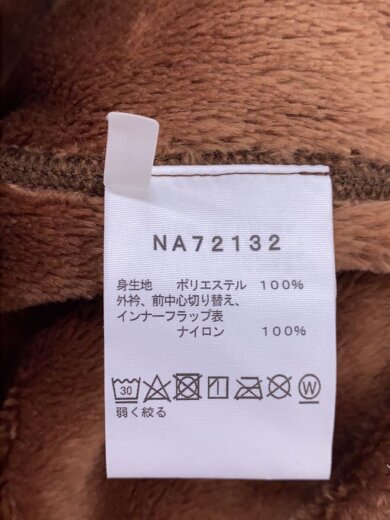 NA72132
身生地 ポリエステル 100%
外衿、前中心切り替え、
インナーフラップ表
ナイロン 100%
30 W
弱く絞る